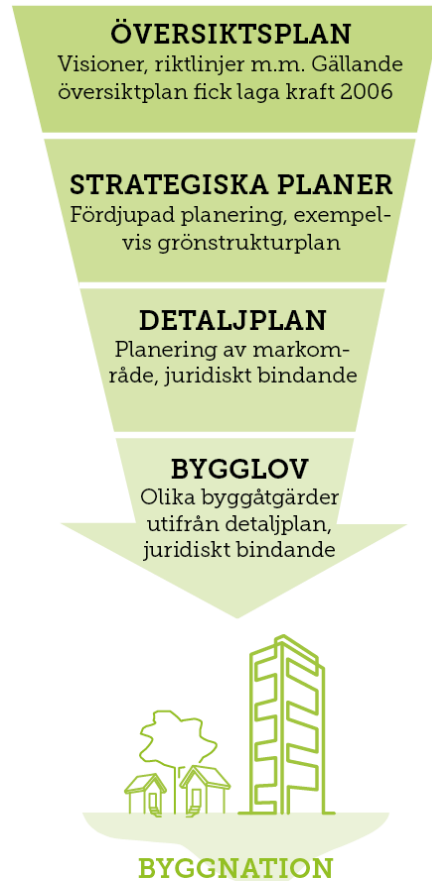 ÖVERSIKTSPLAN
Visioner, riktlinjer m.m. Gällande
översiktplan fick laga kraft 2006
STRATEGISKA PLANER
Fördjupad planering, exempel-
vis grönstrukturplan
DETALJPLAN
Planering av markom-
råde, juridiskt bindande
BYGGLOV
Olika byggåtgärder
utifrån detaljplan,
juridiskt bindande
BYGGNATION